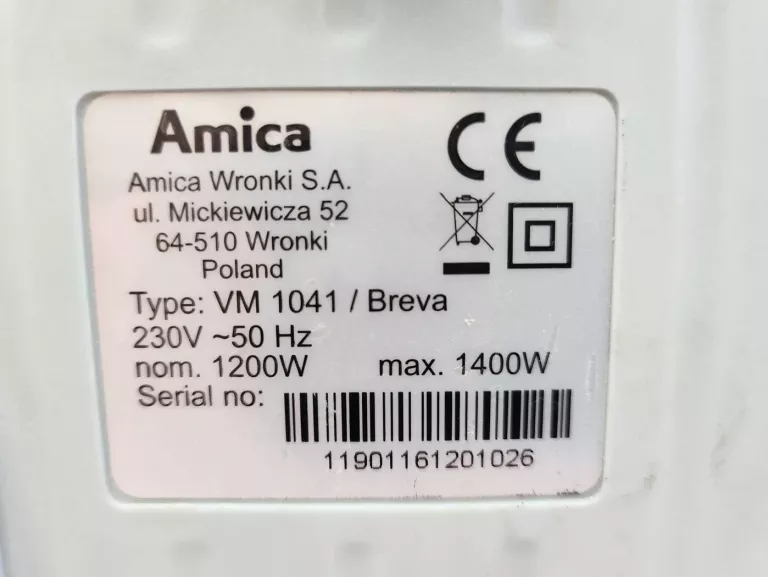 Amica
CE
Amica Wronki S.A.
ul. Mickiewicza 52
64-510 Wronki
Poland
Type: VM 1041 / Breva
230V ~50 Hz
nom. 1200W max. 1400W
Serial no:
11901161201026